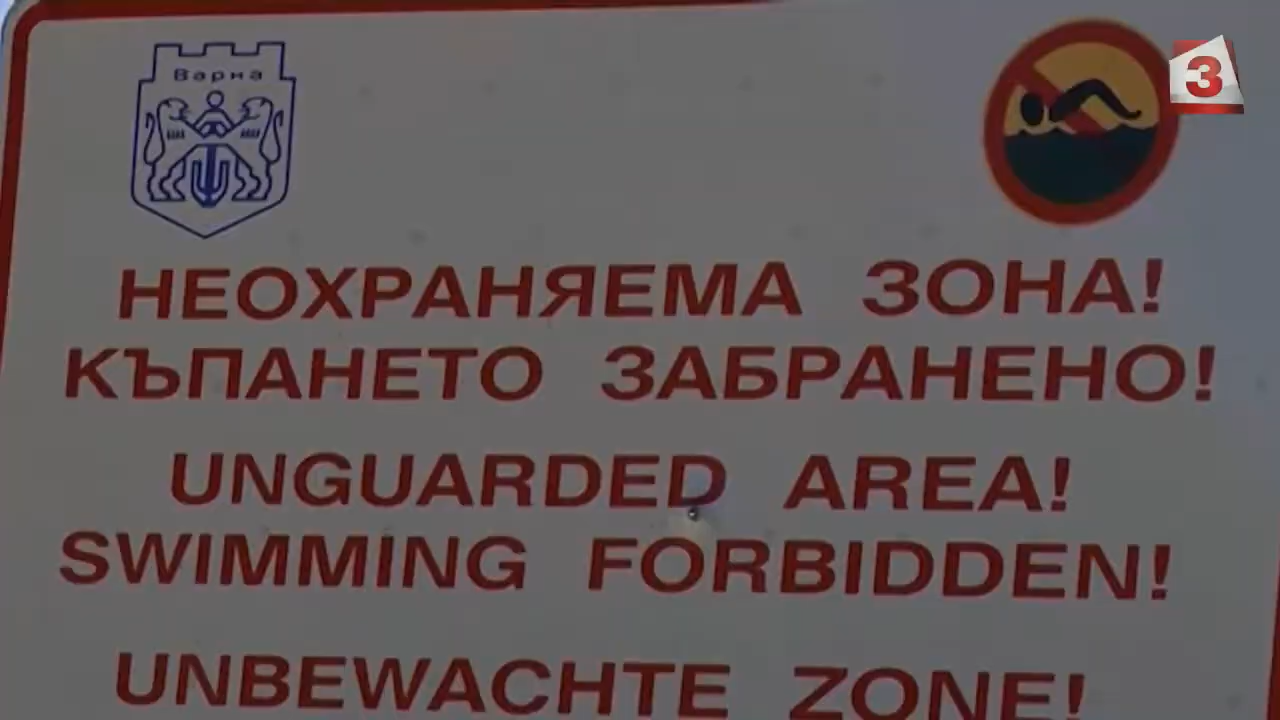 3
Варна
НЕОХРАНЯЕМА ЗОНА!
КЪПАНЕТО ЗАБРАНЕНО!
UNGUARDED AREA!
SWIMMING FORBIDDEN!
UNBEWACHTE ZONE!